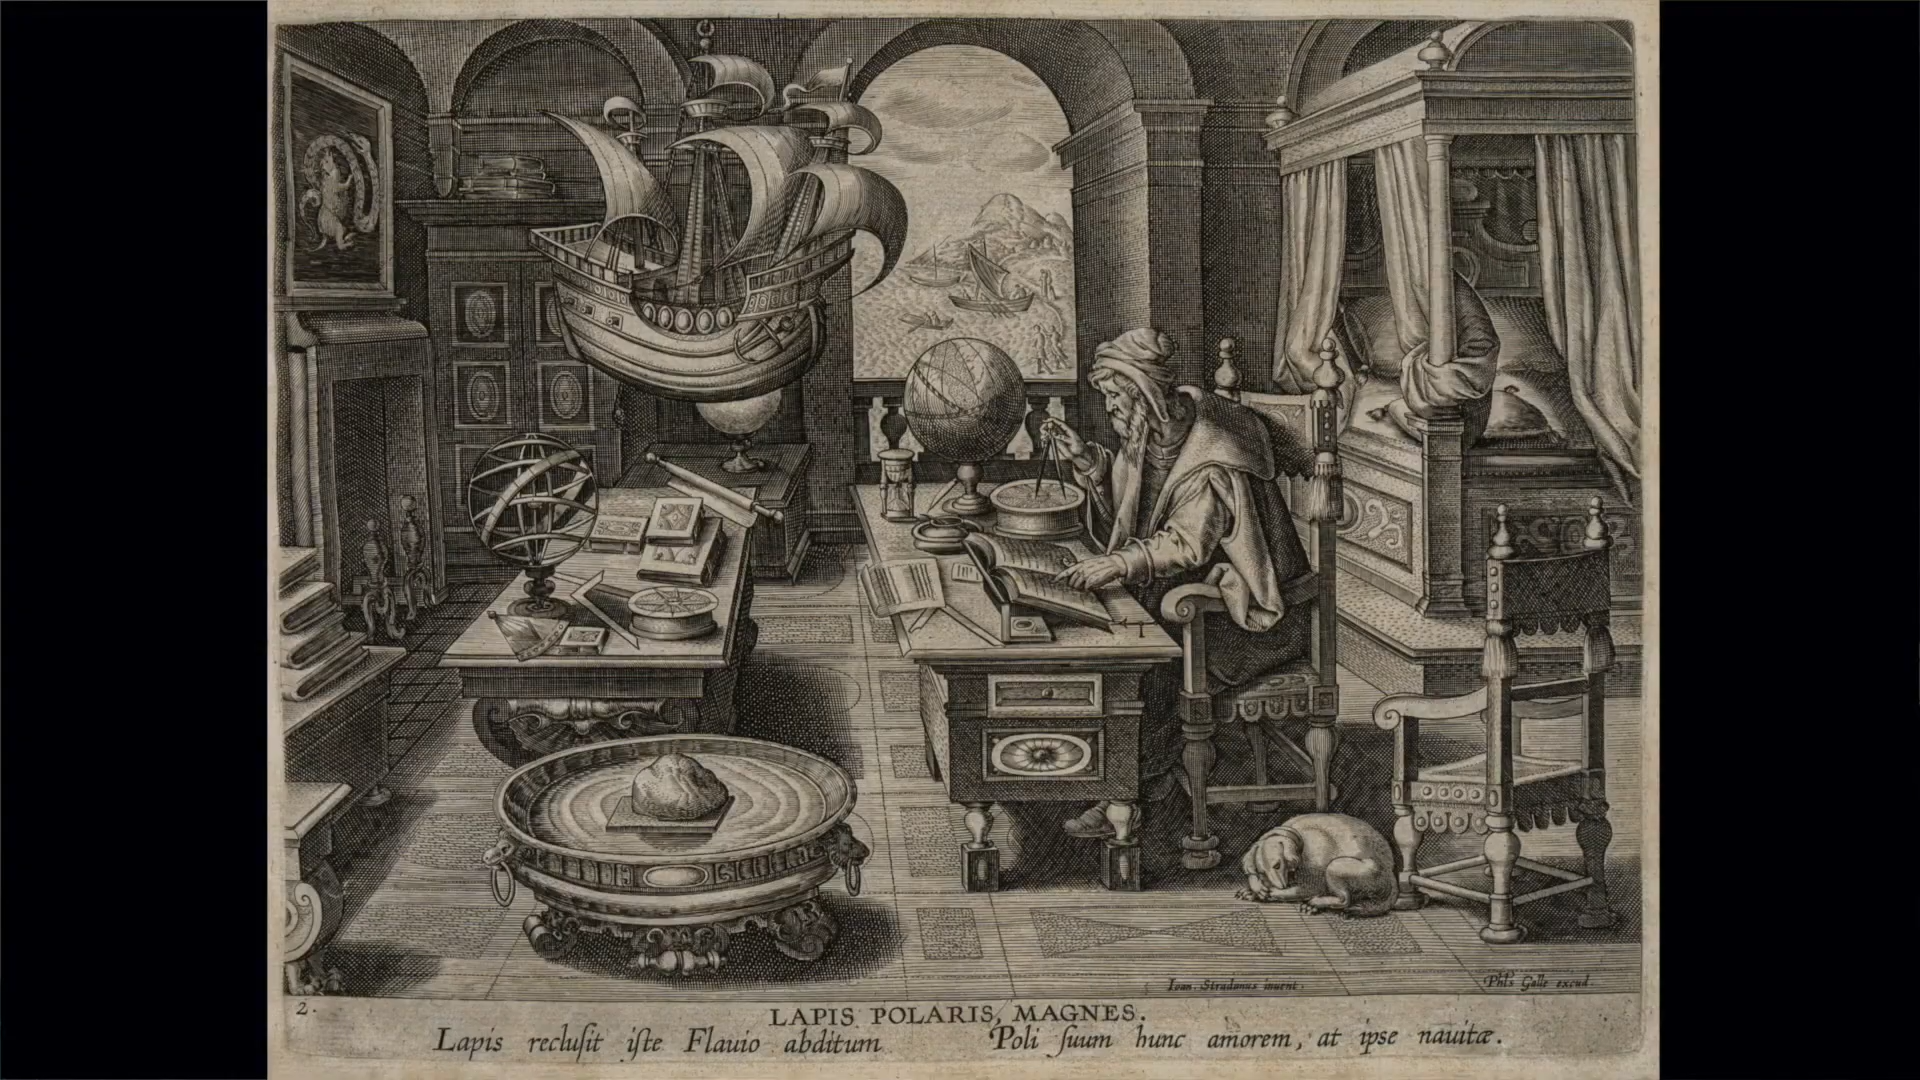 Ioan. Stradanus invent.
Phls Galle excud.
2.
LAPIS POLARIS, MAGNES.
Lapis reclusit iste Flauio abditum Poli suum hunc amorem, at ipse nauitæ.